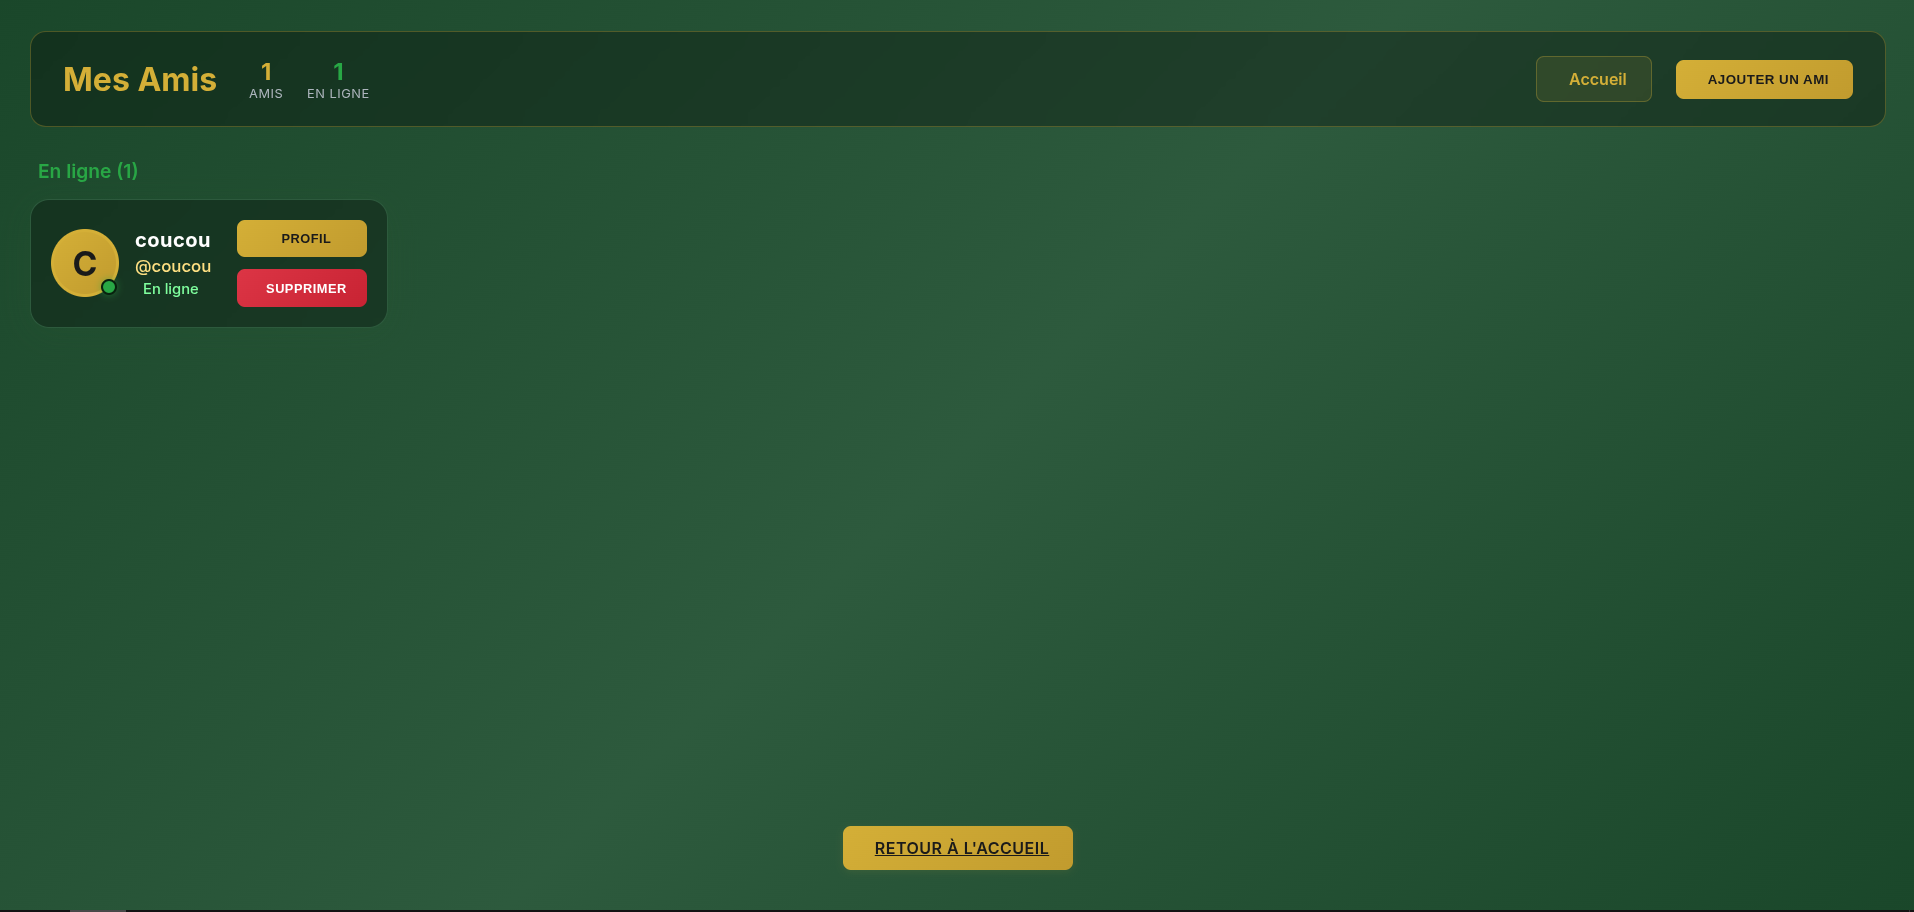 Mes Amis
1
AMIS
1
EN LIGNE
Accueil
AJOUTER UN AMI
En ligne (1)
C
coucou
@coucou
En ligne
PROFIL
SUPPRIMER
RETOUR À L'ACCUEIL